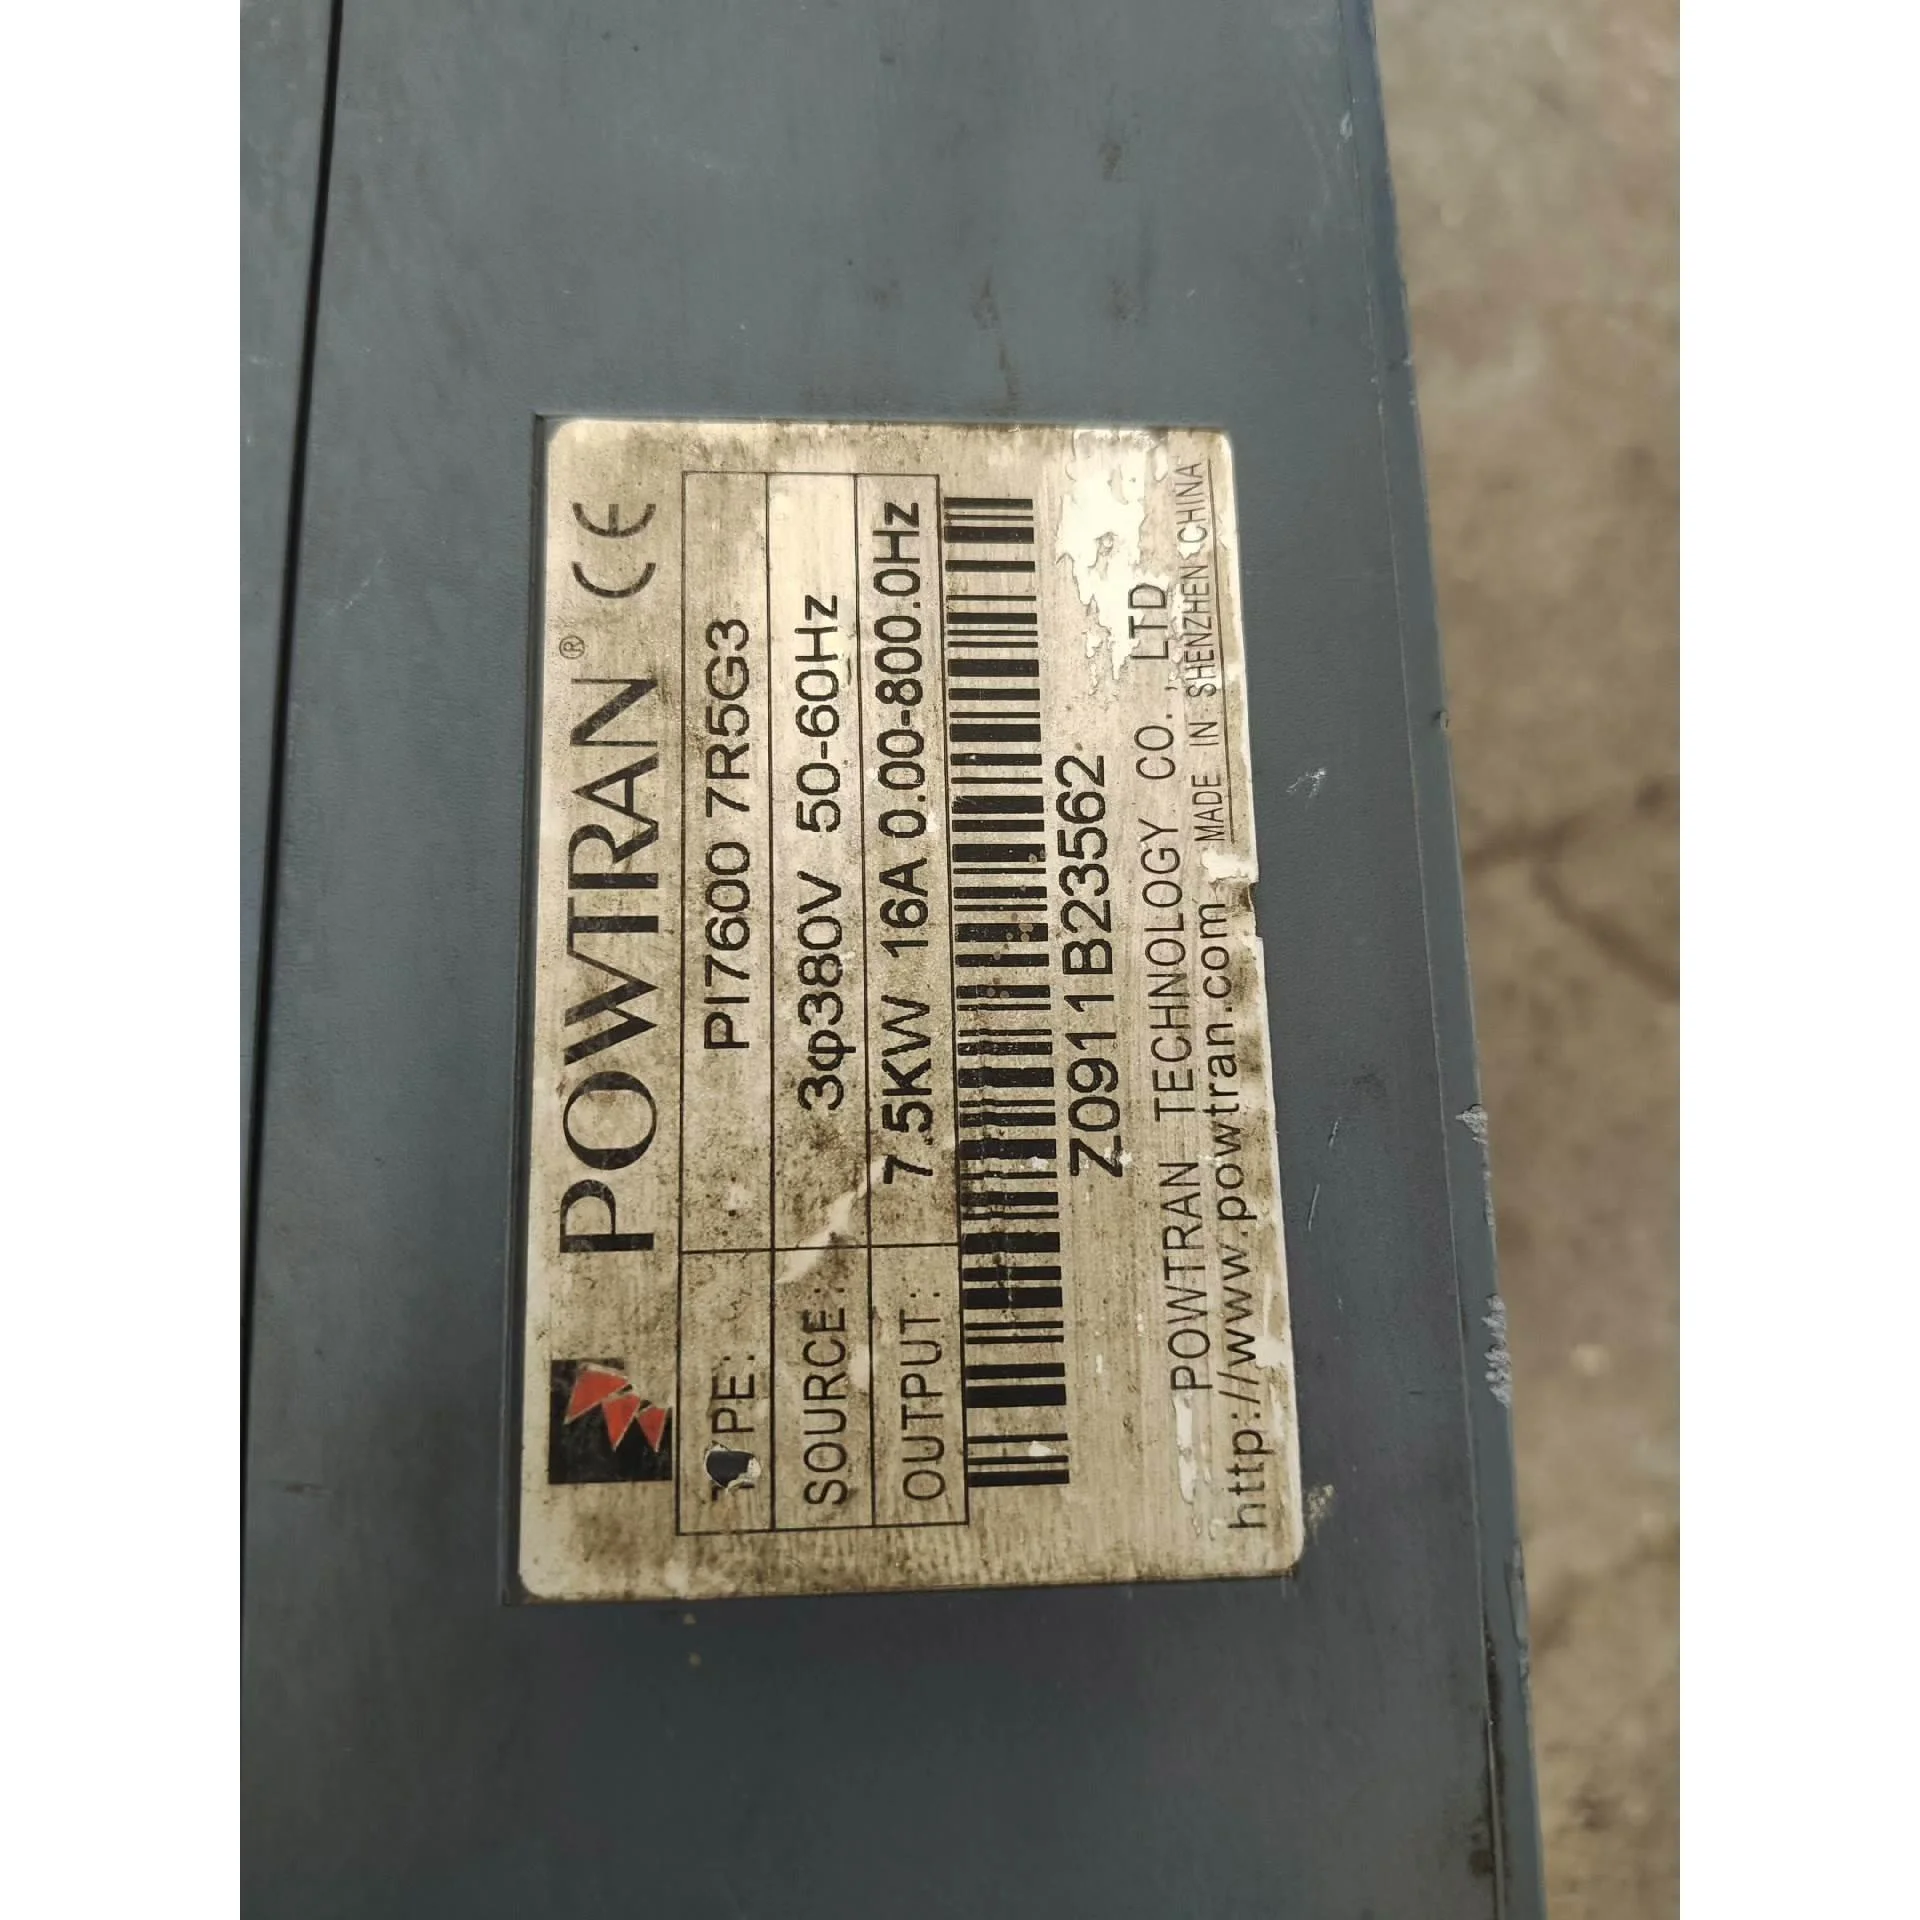 POWTRAN® CE
TYPE: PI7600 7R5G3
SOURCE: 3φ380V 50-60Hz
OUTPUT: 7.5KW 16A 0.00-800.0Hz
Z0911B23562
POWTRAN TECHNOLOGY CO., LTD
http://www.powtran.com MADE IN SHENZHEN CHINA